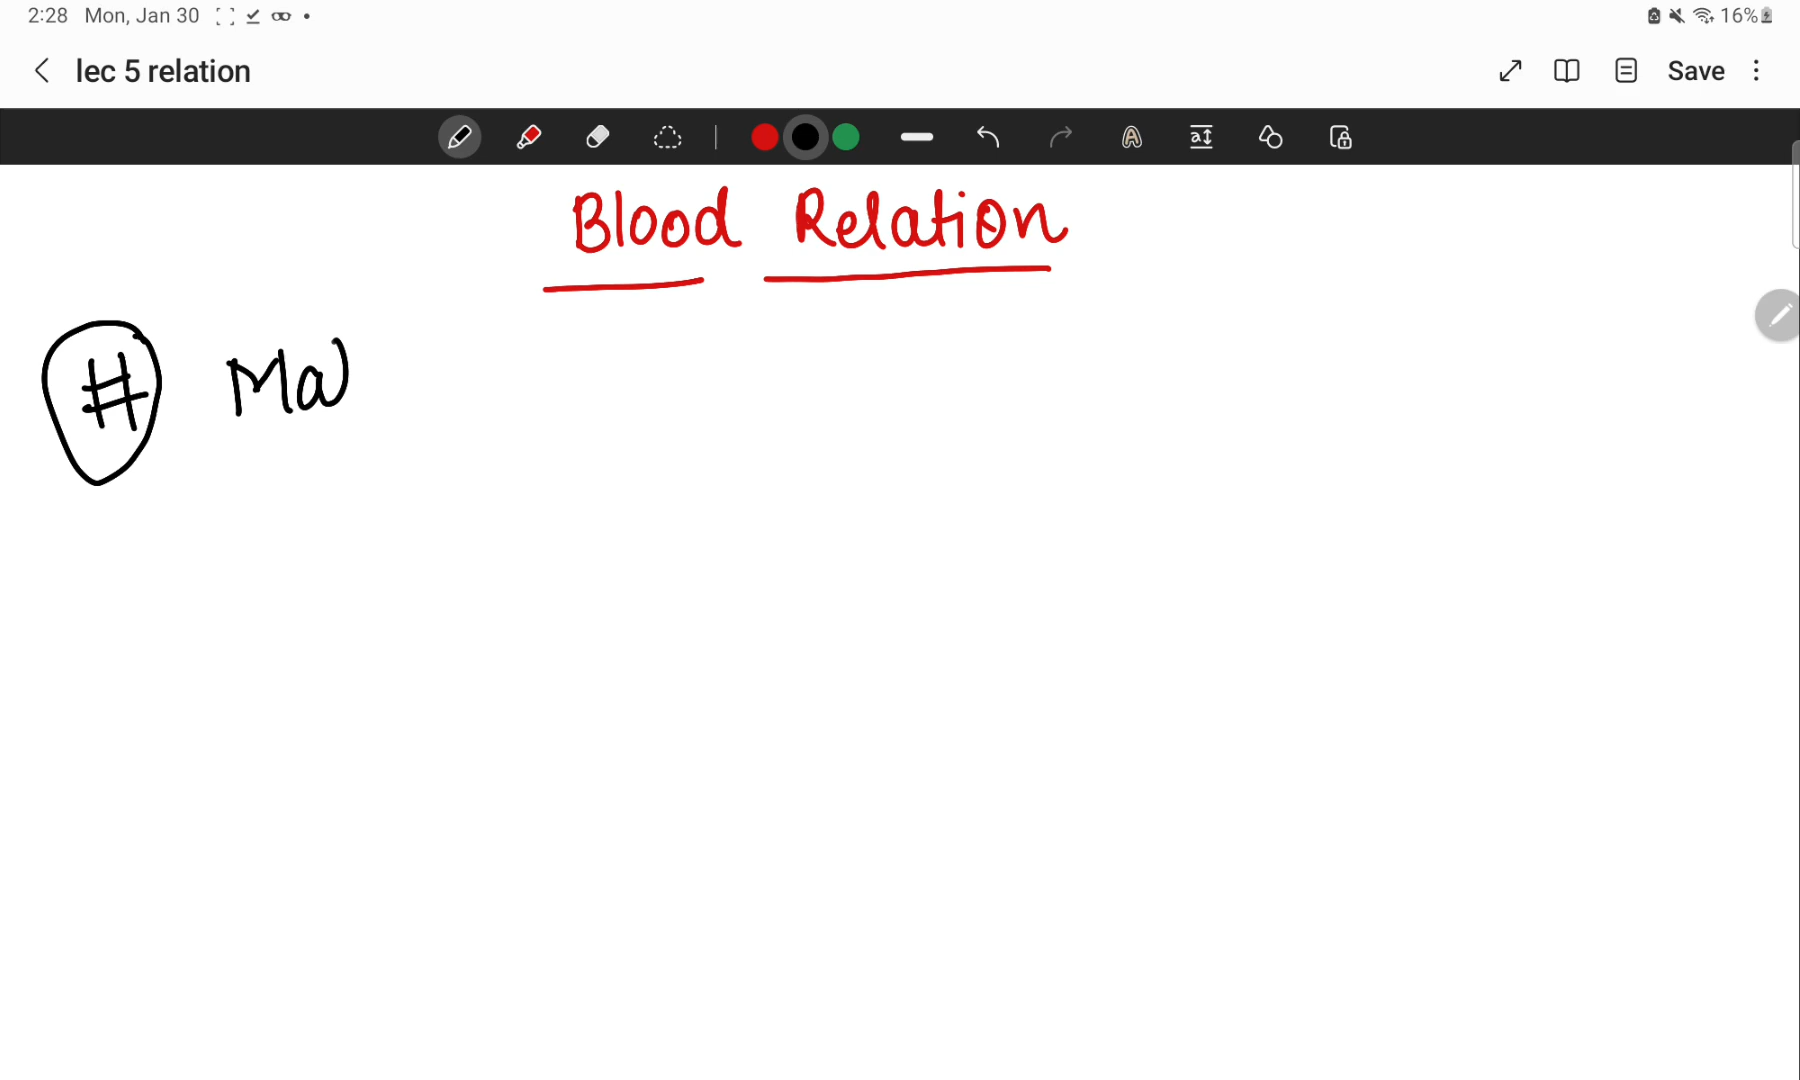 2:28 Mon, Jan 30 16%
lec 5 relation Save
Blood Relation
# Ma